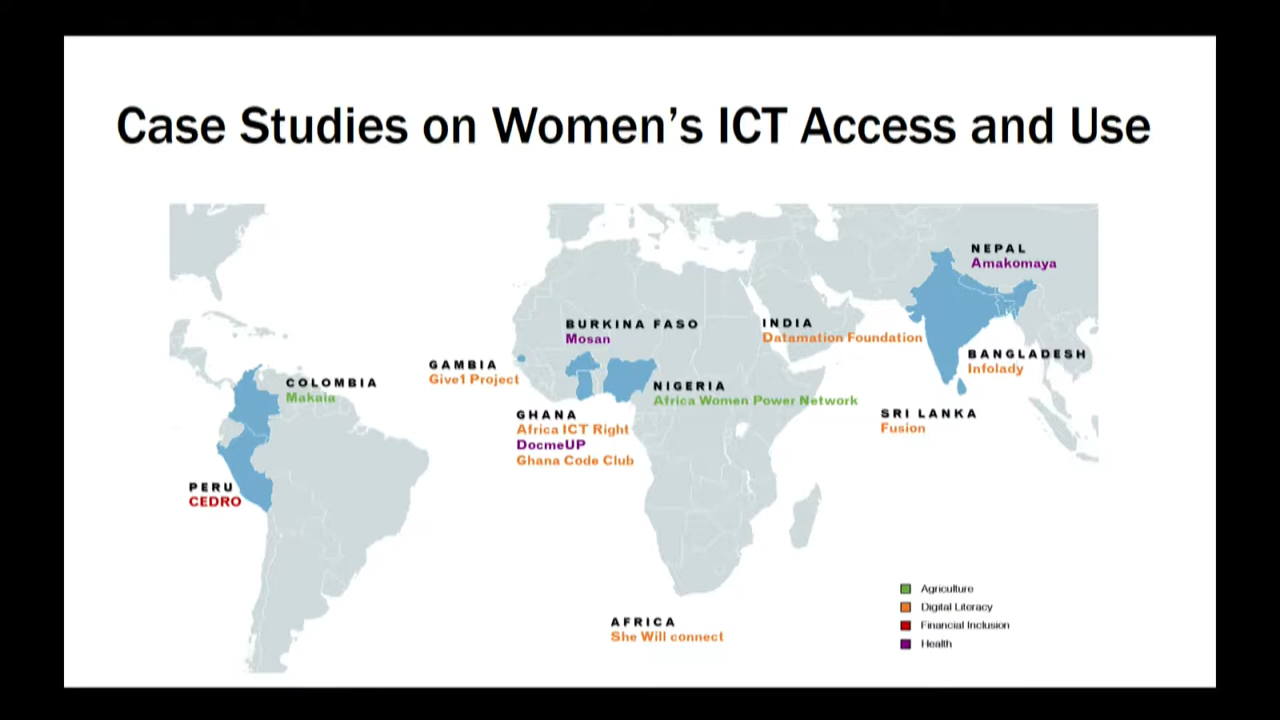 Case Studies on Women's ICT Access and Use
NEPAL
Amakomaya
BURKINA FASO
Mosan
INDIA
Datamation Foundation
BANGLADESH
Infolady
GAMBIA
Give1 Project
COLOMBIA
Makaia
NIGERIA
Africa Women Power Network
GHANA
Africa ICT Right
DocmeUP
Ghana Code Club
SRI LANKA
Fusion
PERU
CEDRO
AFRICA
She Will connect
Agriculture
Digital Literacy
Financial Inclusion
Health